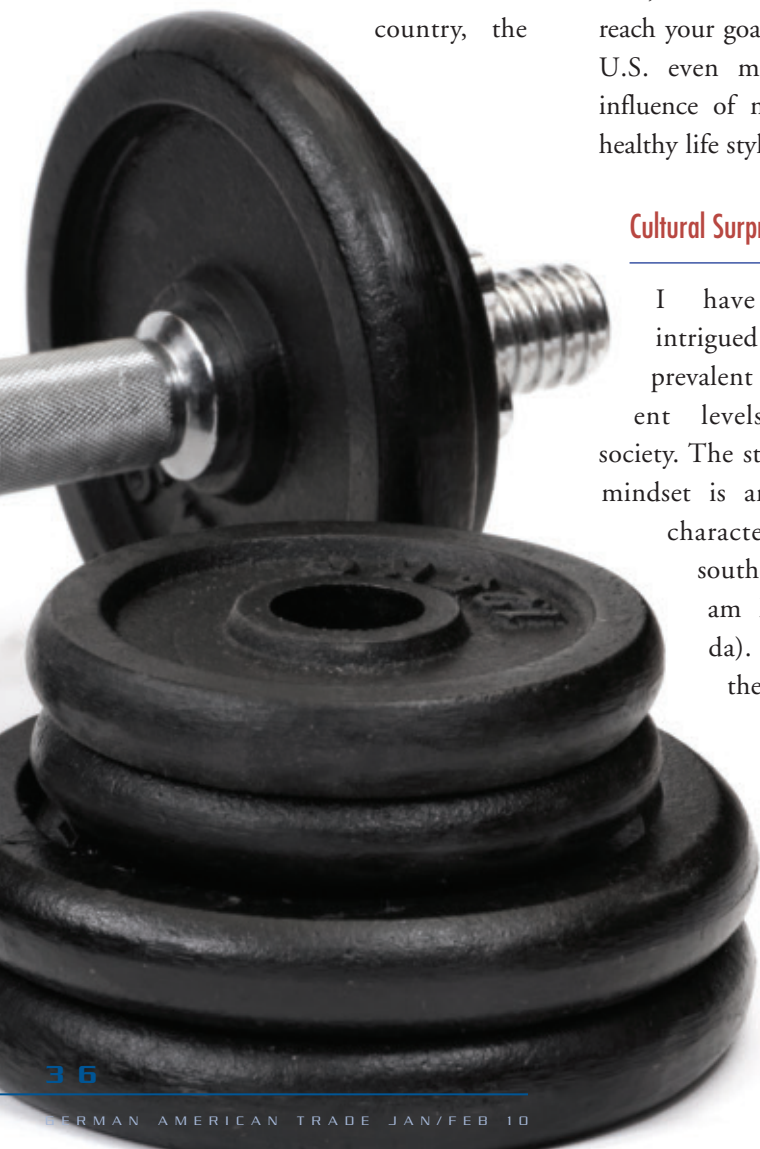 country, the
reach your goa
U.S. even m
influence of
healthy life styl
Cultural Surpr
I have
intrigued
prevalent
ent levels
society. The st
mindset is a
characte
south
am
da).
the
36
GERMAN AMERICAN TRADE JAN/FEB 10